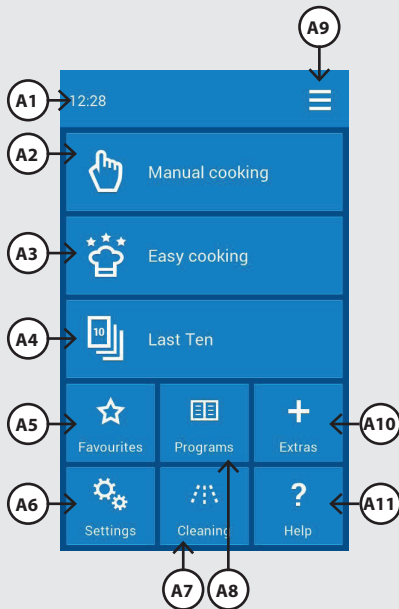 A9
A1 12:28
A2 Manual cooking
A3 Easy cooking
A4 10 Last Ten
A5 Favourites Programs + Extras A10
A6 Settings Cleaning ? Help A11
A7 A8